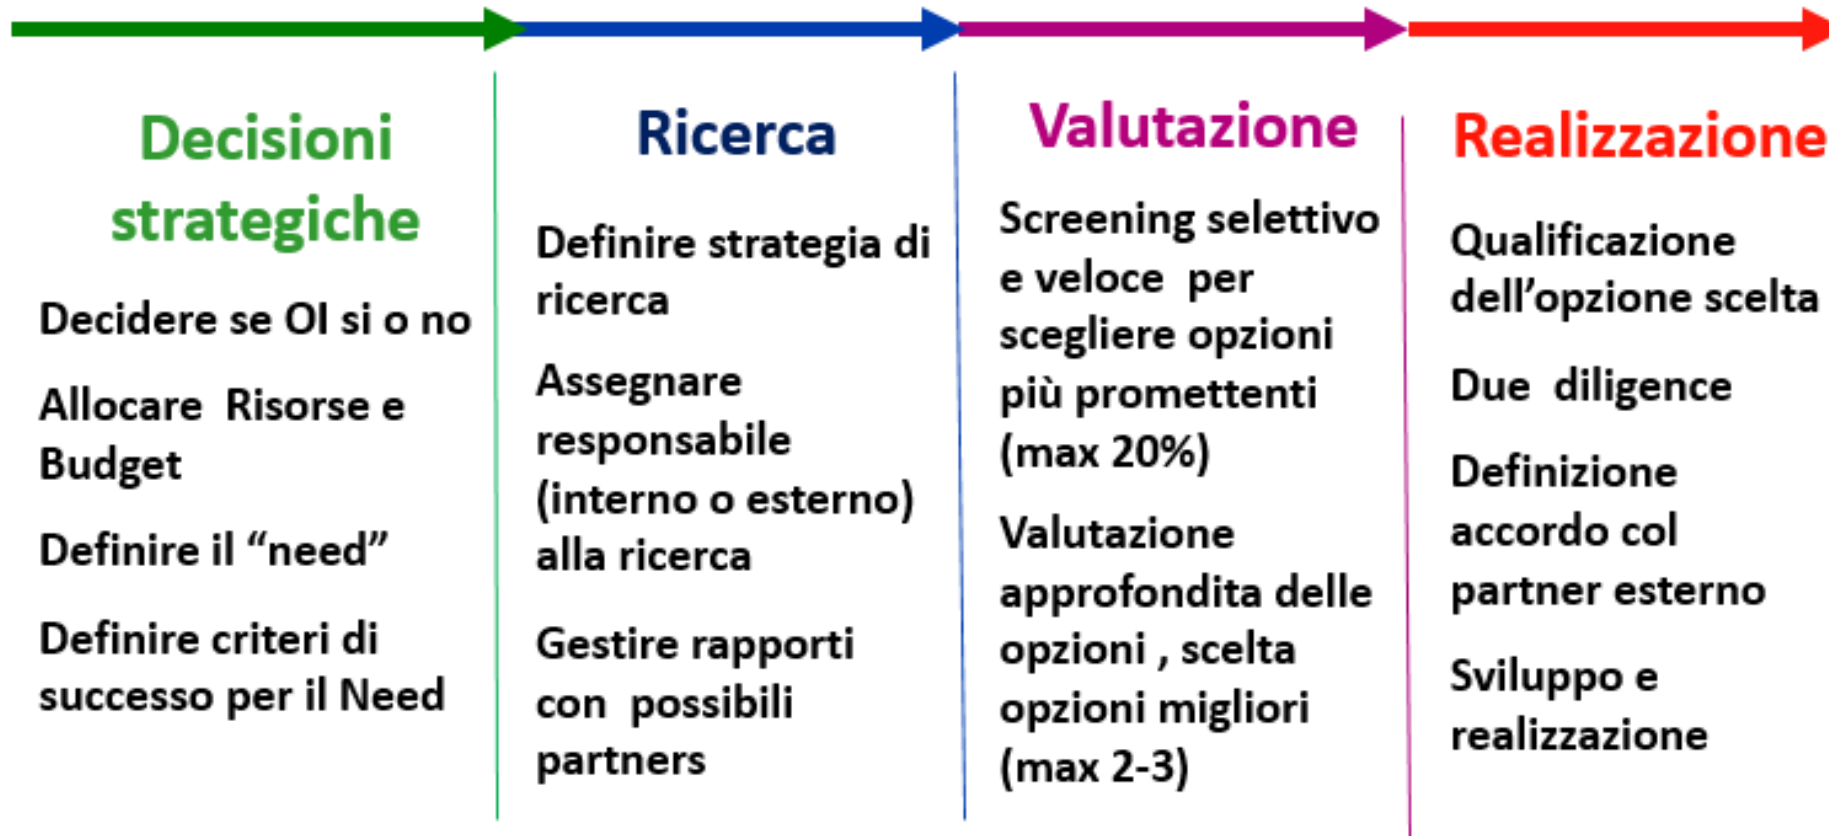 Decisioni
strategiche
Decidere se OI si o no
Allocare Risorse e
Budget
Definire il “need”
Definire criteri di
successo per il Need
Ricerca
Definire strategia di
ricerca
Assegnare
responsabile
(interno o esterno)
alla ricerca
Gestire rapporti
con possibili
partners
Valutazione
Screening selettivo
e veloce per
scegliere opzioni
più promettenti
(max 20%)
Valutazione
approfondita delle
opzioni , scelta
opzioni migliori
(max 2-3)
Realizzazione
Qualificazione
dell’opzione scelta
Due diligence
Definizione
accordo col
partner esterno
Sviluppo e
realizzazione